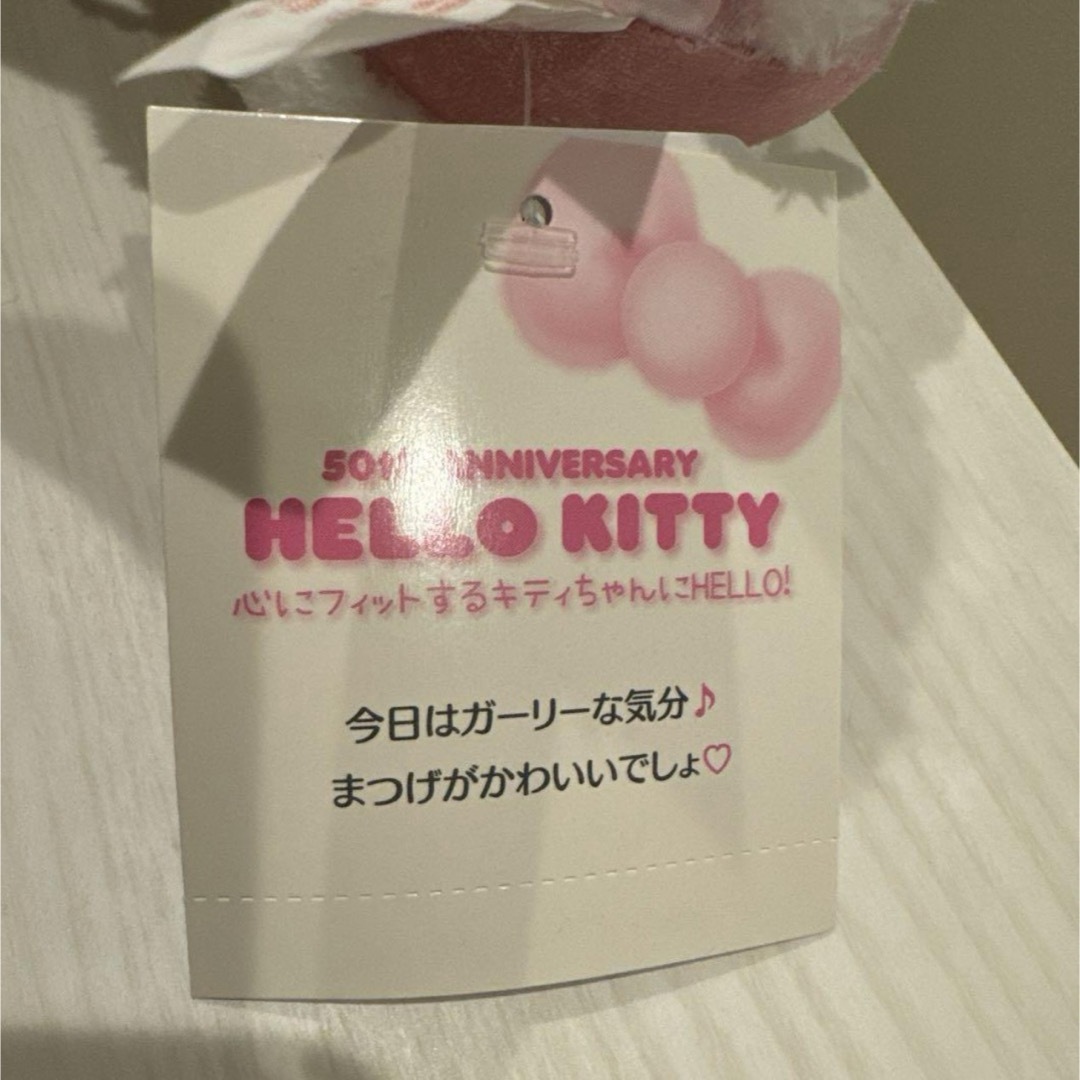 50th ANNIVERSARY
HELLO KITTY
心にフィットするキティちゃんにHELLO!
今日はガーリーな気分♪
まつげがかわいいでしょ♡